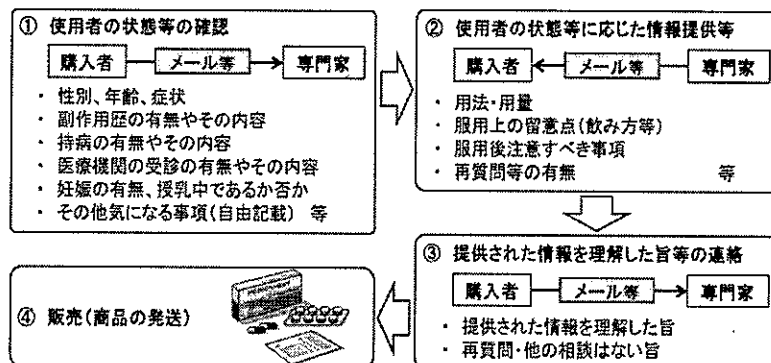 ① 使用者の状態等の確認
購入者 メール等 専門家
・ 性別、年齢、症状
・ 副作用歴の有無やその内容
・ 持病の有無やその内容
・ 医療機関の受診の有無やその内容
・ 妊娠の有無、授乳中であるか否か
・ その他気になる事項(自由記載) 等
② 使用者の状態等に応じた情報提供等
購入者 メール等 専門家
・ 用法・用量
・ 服用上の留意点(飲み方等)
・ 服用後注意すべき事項
・ 再質問等の有無 等
③ 提供された情報を理解した旨等の連絡
購入者 メール等 専門家
・ 提供された情報を理解した旨
・ 再質問・他の相談はない旨
④ 販売(商品の発送)